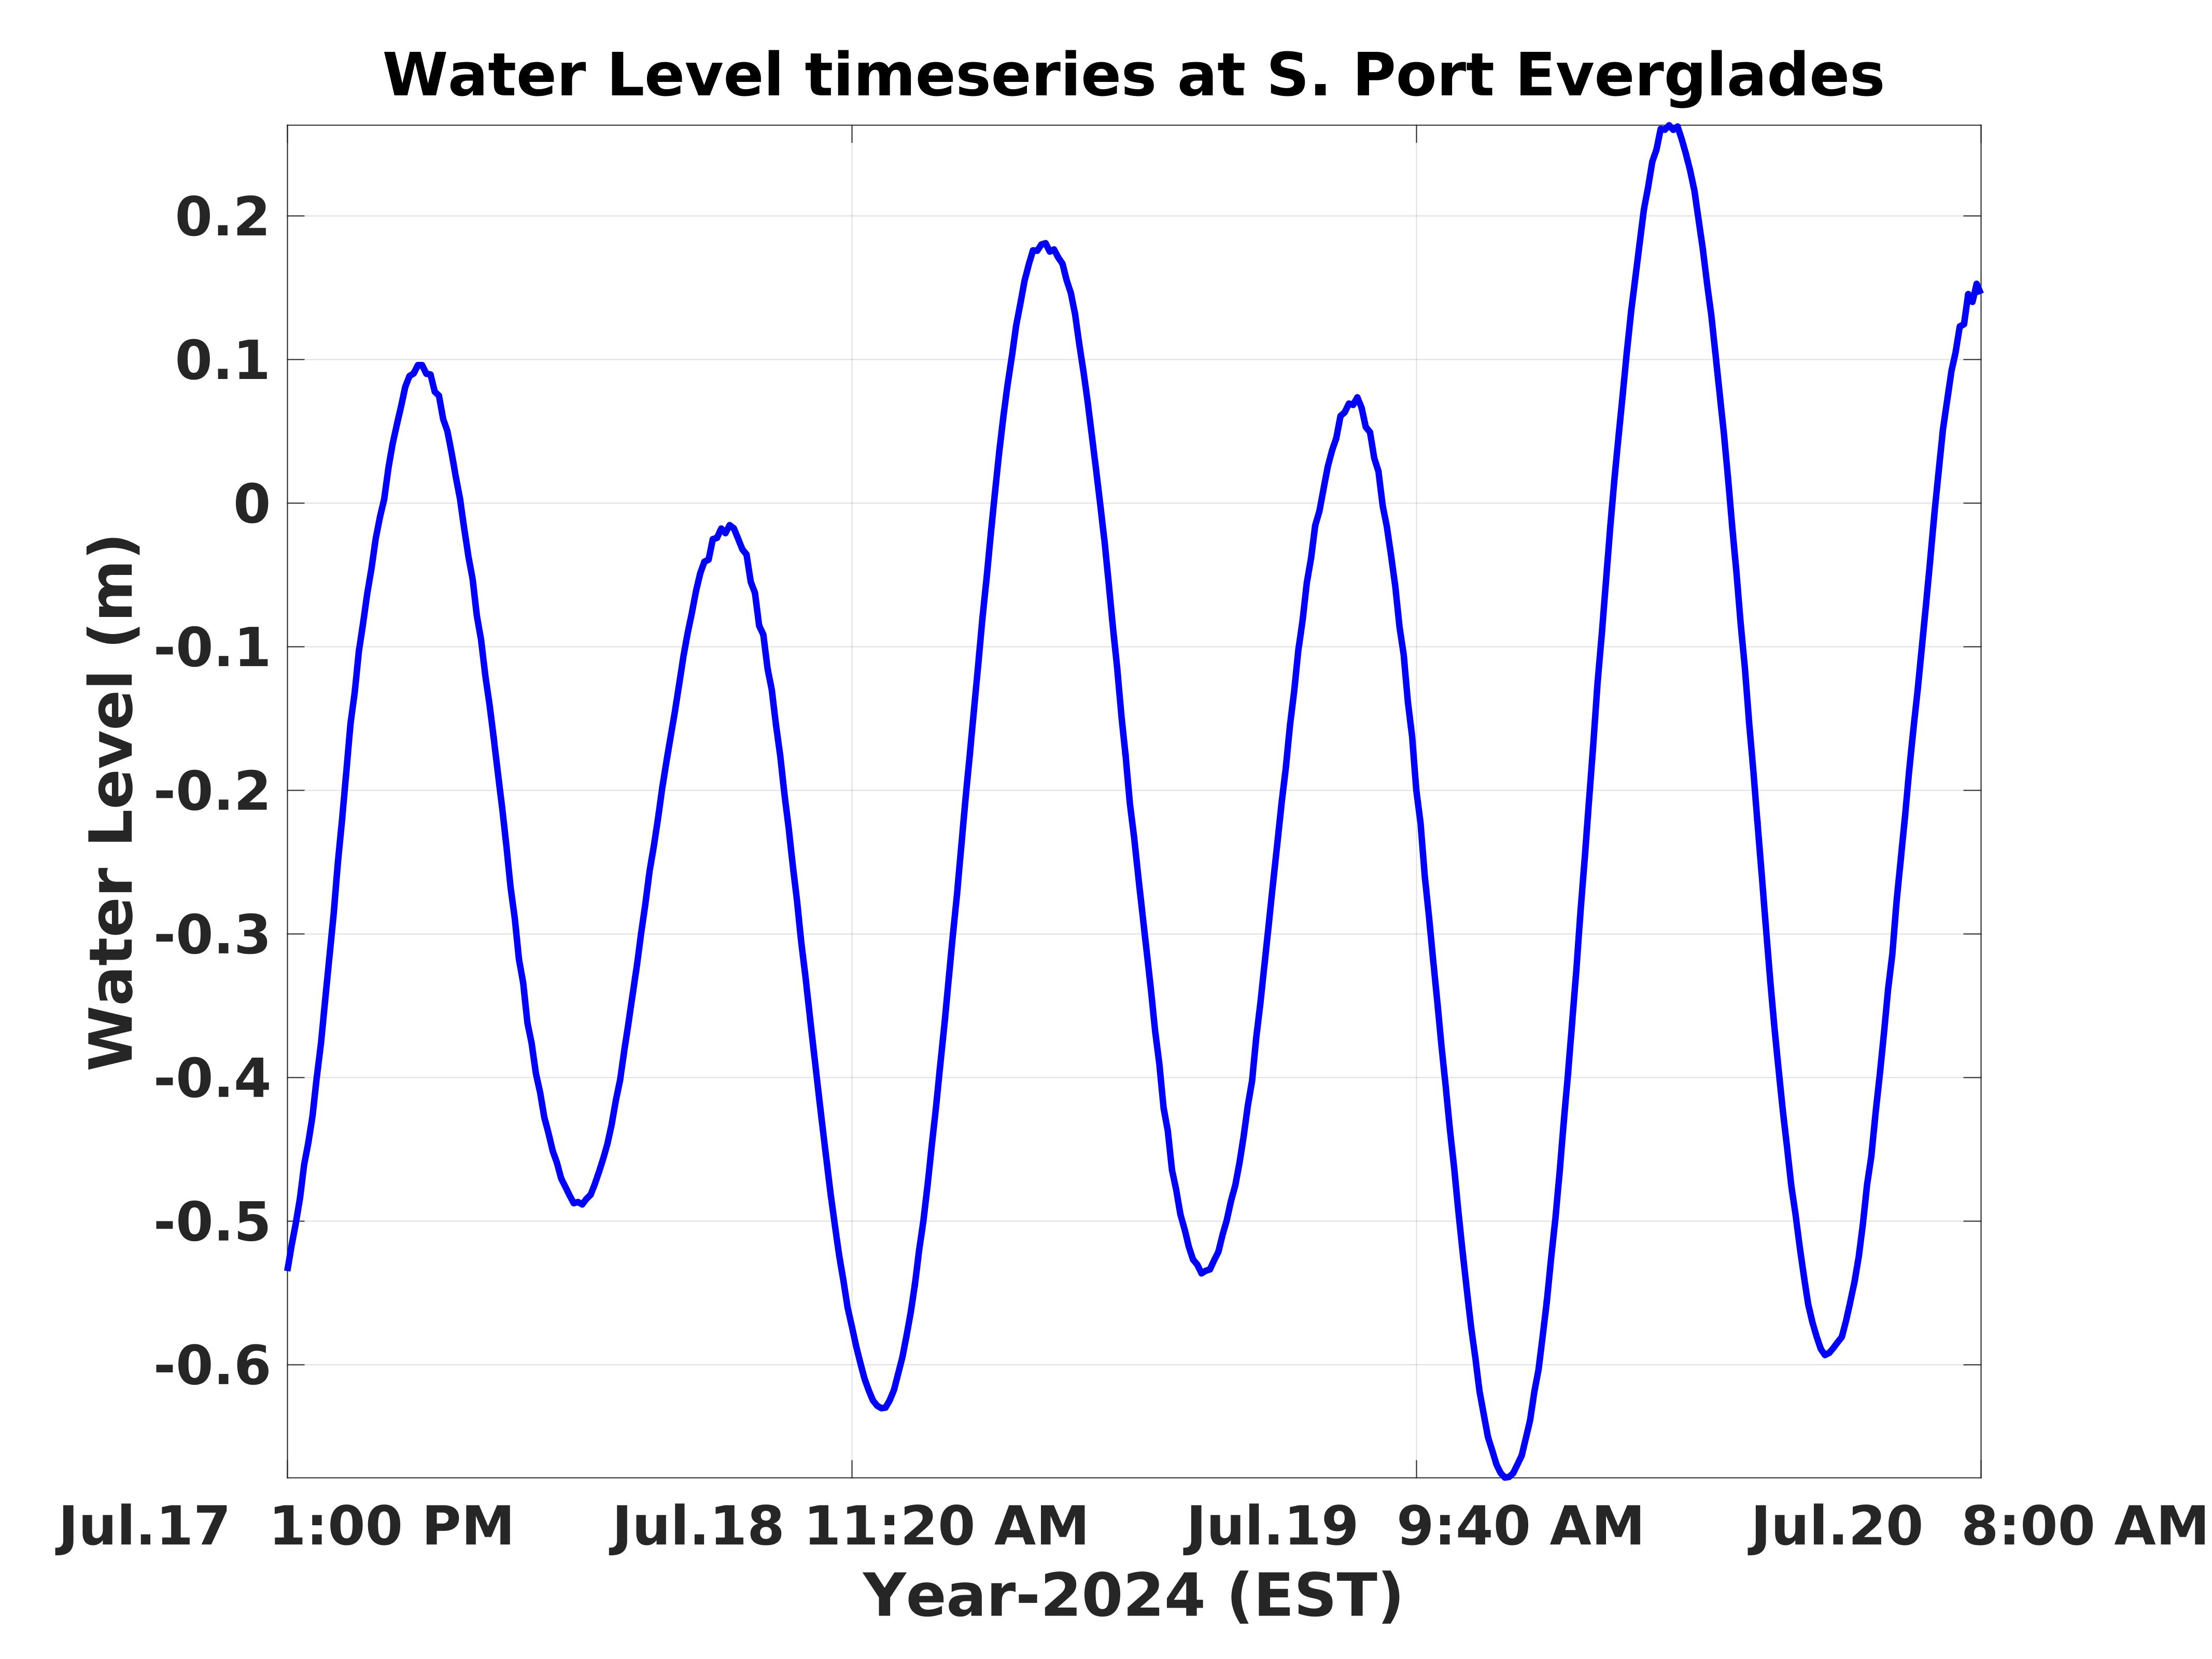 Water Level timeseries at S. Port Everglades
Water Level (m)
0.2
0.1
0
-0.1
-0.2
-0.3
-0.4
-0.5
-0.6
Jul.17 1:00 PM
Jul.18 11:20 AM
Jul.19 9:40 AM
Jul.20 8:00 AM
Year-2024 (EST)